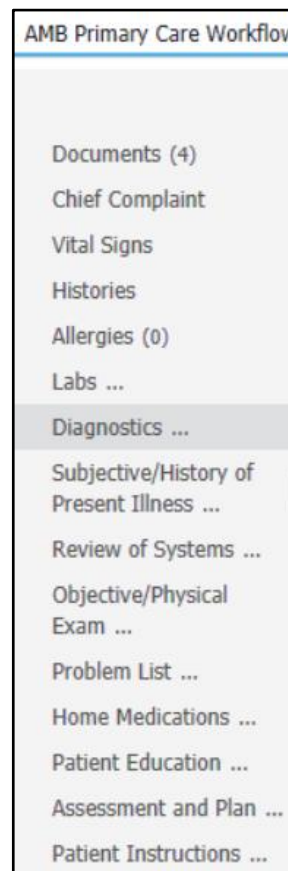 AMB Primary Care Workflow
Documents (4)
Chief Complaint
Vital Signs
Histories
Allergies (0)
Labs ...
Diagnostics ...
Subjective/History of
Present Illness ...
Review of Systems ...
Objective/Physical
Exam ...
Problem List ...
Home Medications ...
Patient Education ...
Assessment and Plan ...
Patient Instructions ...